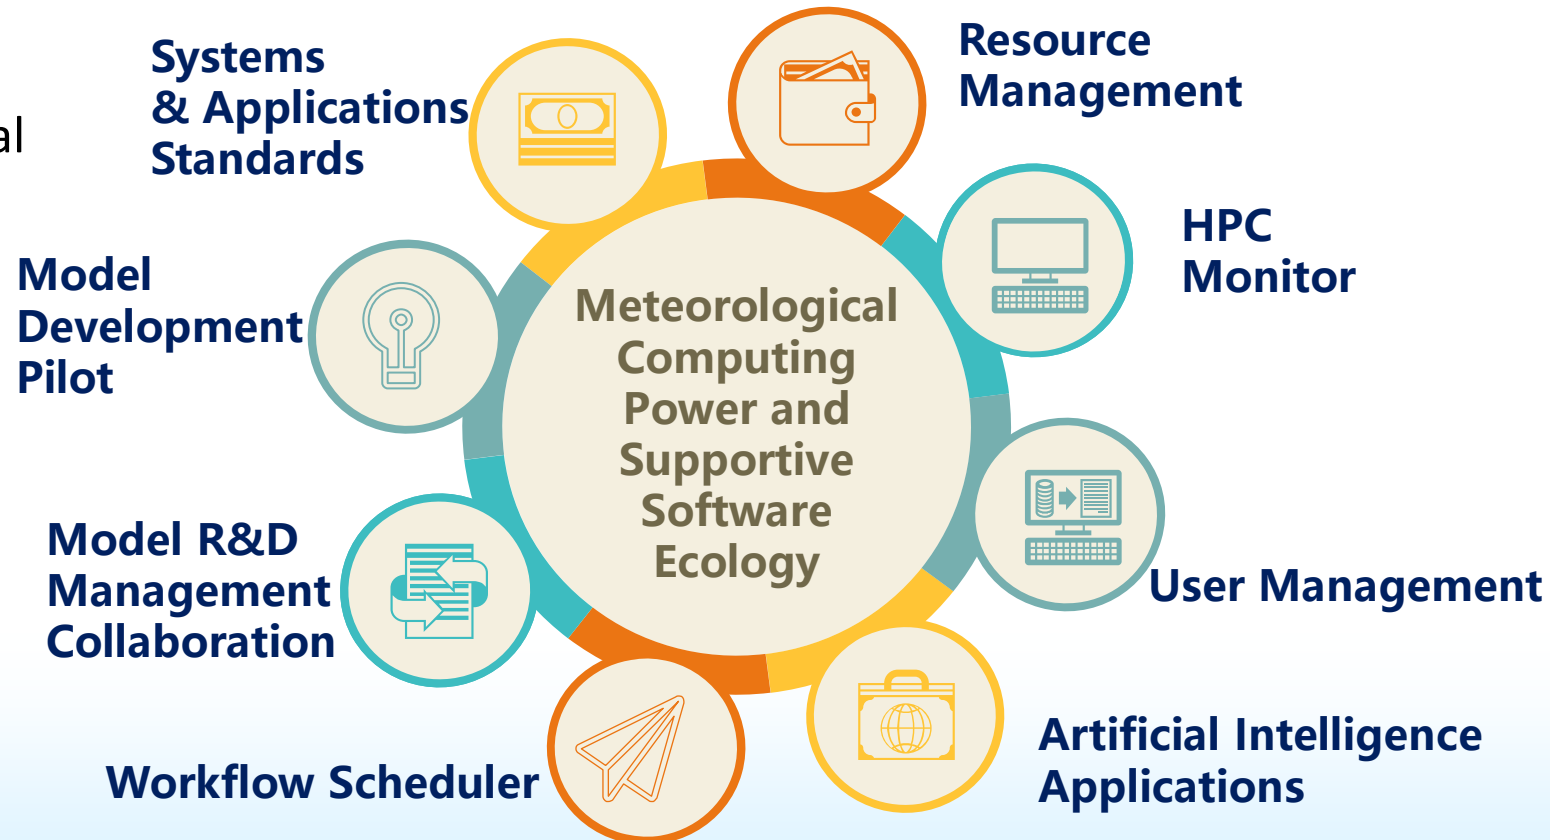 Systems
& Applications
Standards
al
Resource
Management
HPC
Monitor
Model
Development
Pilot
Meteorological
Computing
Power and
Supportive
Software
Ecology
Model R&D
Management
Collaboration
User Management
Workflow Scheduler
Artificial Intelligence
Applications